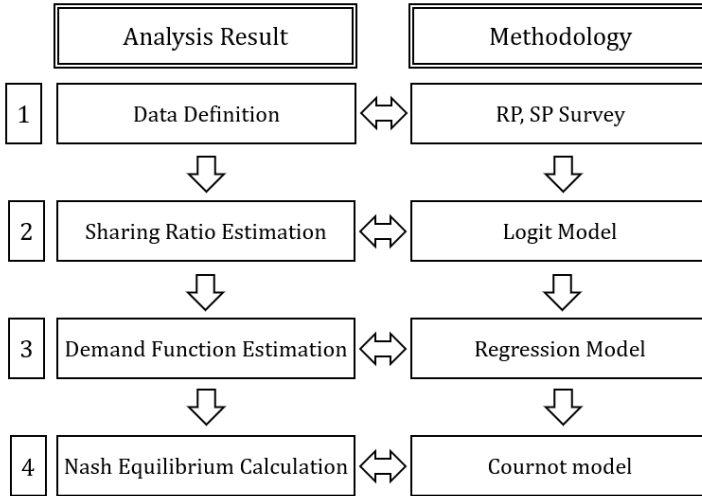 Analysis Result
Methodology
1
Data Definition
RP, SP Survey
2
Sharing Ratio Estimation
Logit Model
3
Demand Function Estimation
Regression Model
4
Nash Equilibrium Calculation
Cournot model